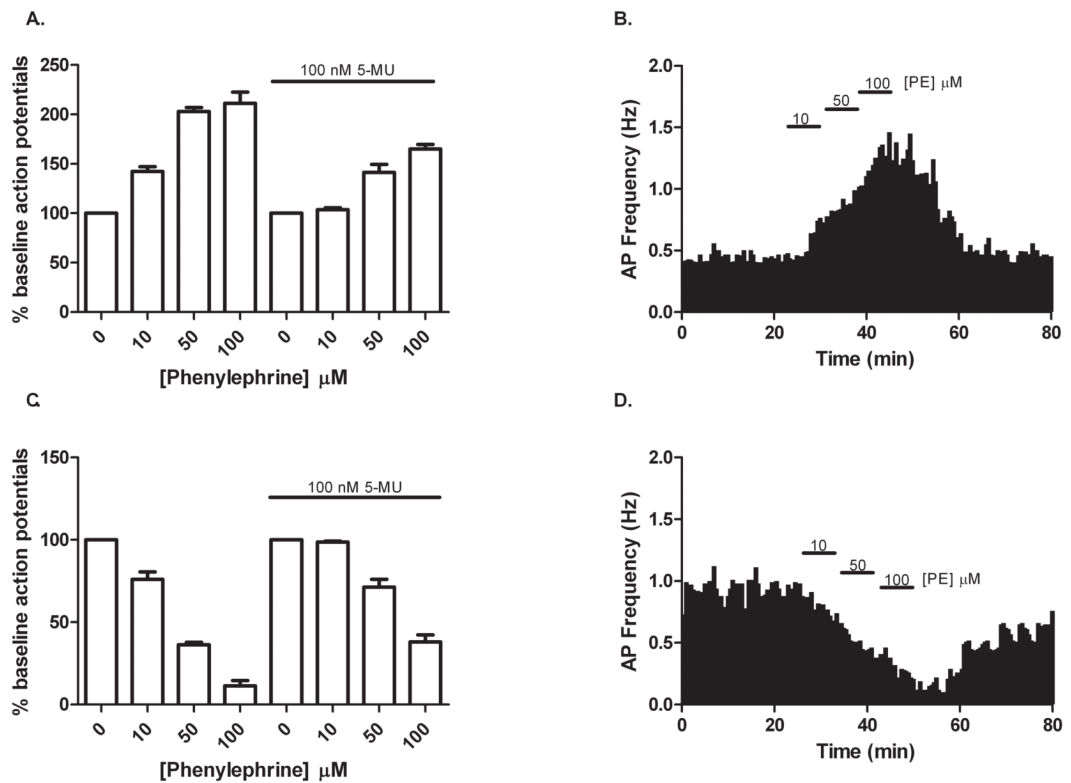 A.
100 nM 5-MU
% baseline action potentials
250
200
150
100
50
0
0 10 50 100 0 10 50 100
[Phenylephrine] μM
B.
[PE] μM
100
50
10
AP Frequency (Hz)
2.0
1.5
1.0
0.5
0.0
0 20 40 60 80
Time (min)
C.
100 nM 5-MU
% baseline action potentials
150
100
50
0
0 10 50 100 0 10 50 100
[Phenylephrine] μM
D.
10
50
100 [PE] μM
AP Frequency (Hz)
2.0
1.5
1.0
0.5
0.0
0 20 40 60 80
Time (min)